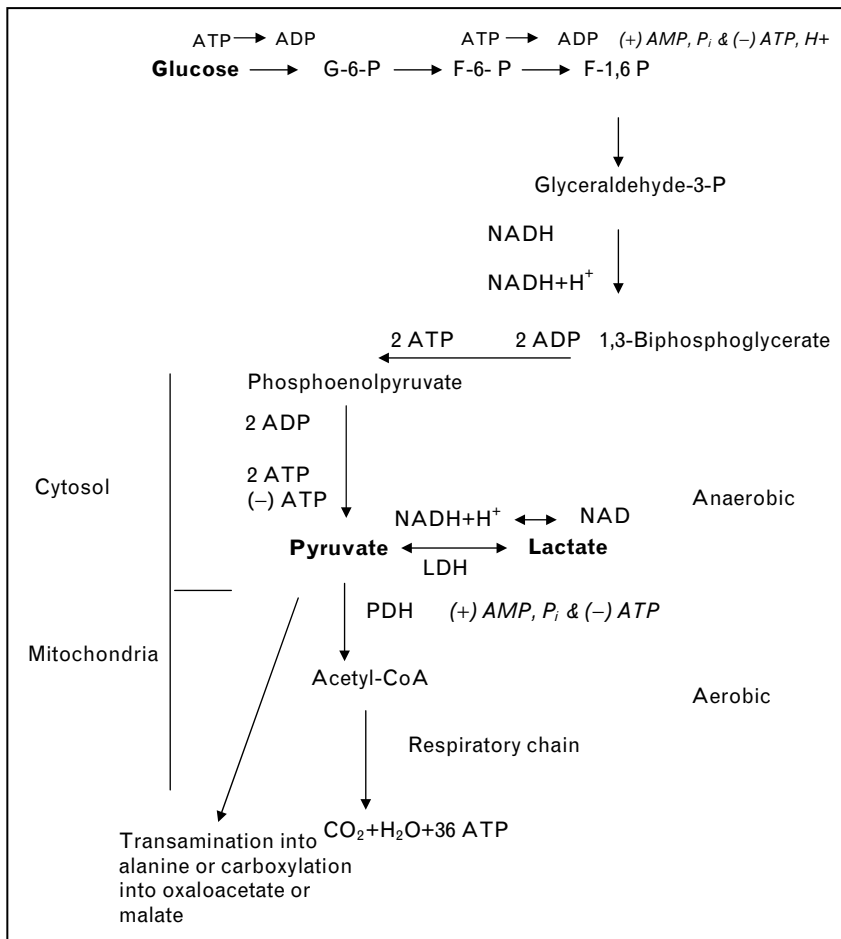 ATP → ADP ATP → ADP (+) AMP, Pi & (−) ATP, H+
Glucose → G-6-P → F-6- P → F-1,6 P
Glyceraldehyde-3-P
NADH
NADH+H+
2 ATP 2 ADP 1,3-Biphosphoglycerate
Phosphoenolpyruvate
2 ADP
2 ATP
Cytosol
(−) ATP
Anaerobic
NADH+H+ ↔ NAD
Pyruvate ↔ Lactate
LDH
PDH (+) AMP, Pi & (−) ATP
Mitochondria
Acetyl-CoA
Aerobic
Respiratory chain
CO2+H2O+36 ATP
Transamination into
alanine or carboxylation
into oxaloacetate or
malate